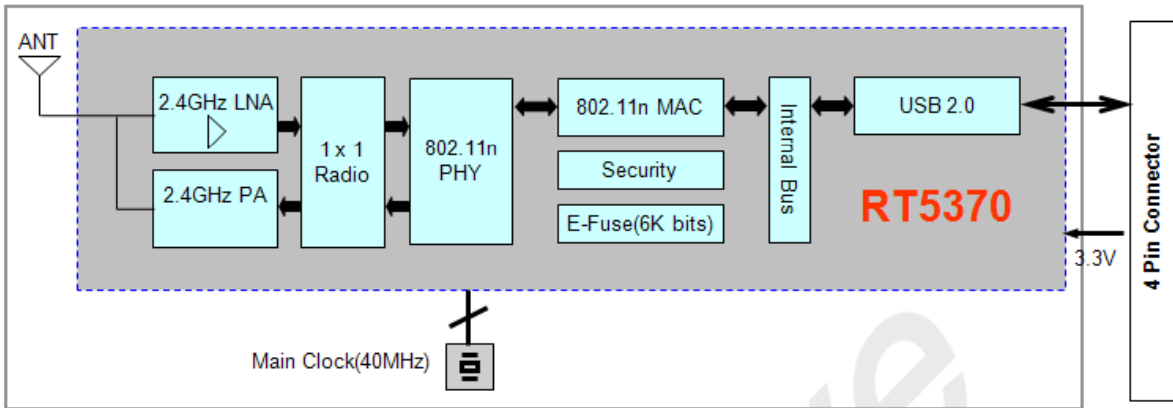 ANT
2.4GHz LNA
2.4GHz PA
1 x 1
Radio
802.11n
PHY
802.11n MAC
Security
E-Fuse(6K bits)
Internal Bus
USB 2.0
RT5370
3.3V
4 Pin Connector
Main Clock(40MHz)